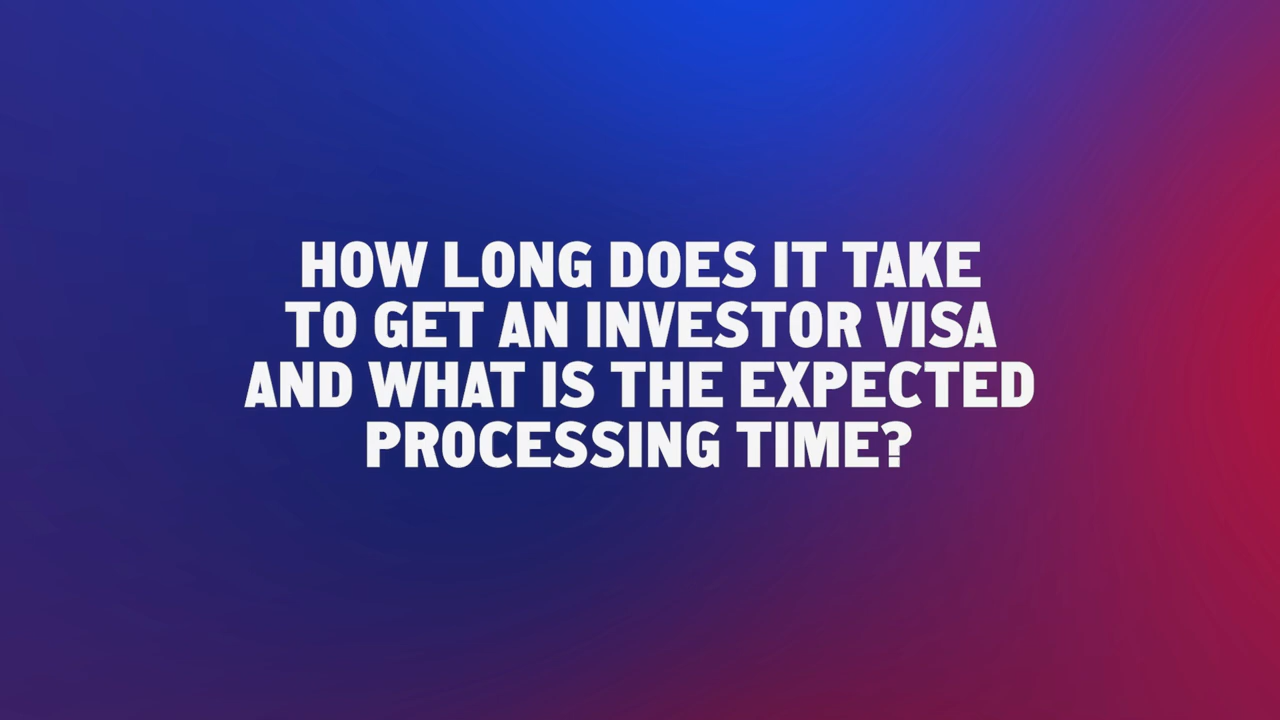 HOW LONG DOES IT TAKE
TO GET AN INVESTOR VISA
AND WHAT IS THE EXPECTED
PROCESSING TIME?